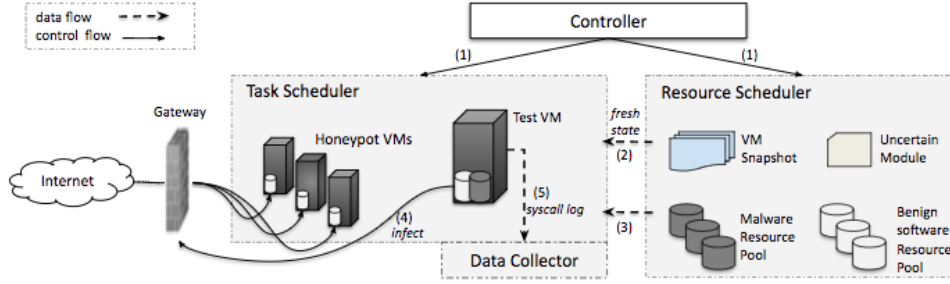 data flow
control flow
Controller
(1)
(1)
Task Scheduler
Resource Scheduler
Gateway
Honeypot VMs
Test VM
fresh
state
(2)
VM
Snapshot
Uncertain
Module
Internet
(4)
infect
(5)
syscall log
(3)
Malware
Resource
Pool
Benign
software
Resource
Pool
Data Collector